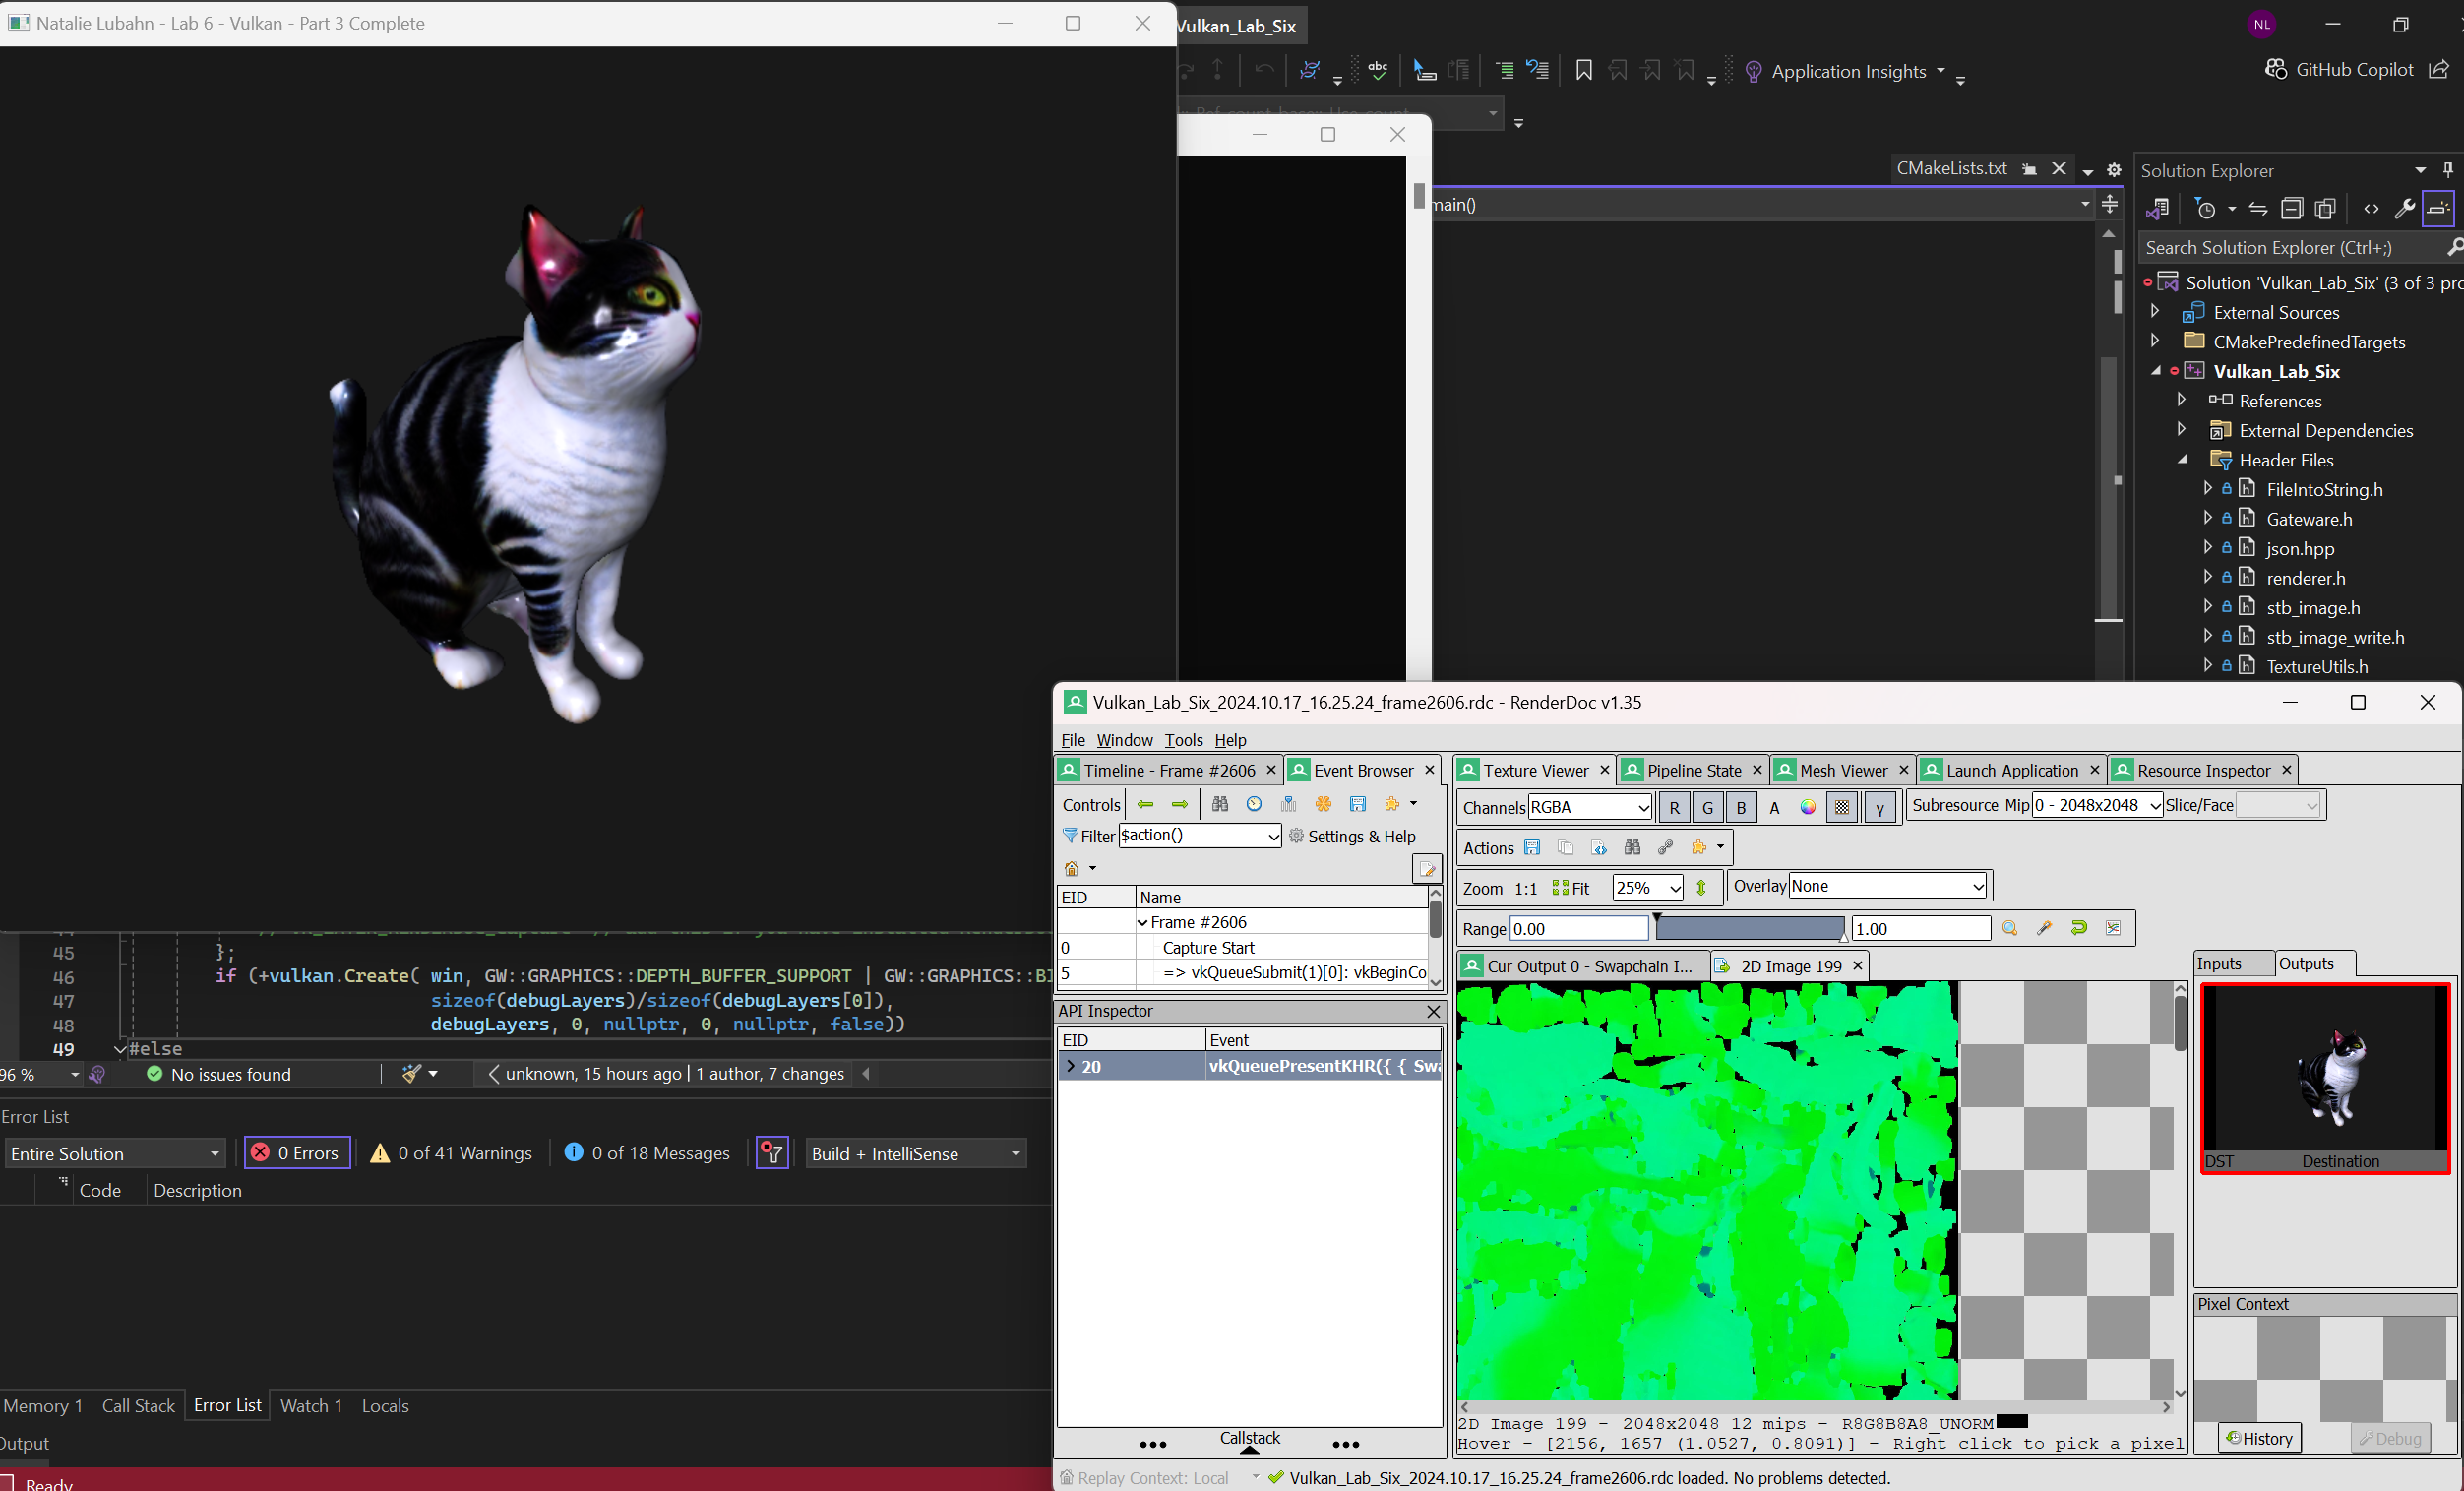 Natalie Lubahn - Lab 6 - Vulkan - Part 3 Complete
Vulkan_Lab_Six
NL
abc
Application Insights
GitHub Copilot
CMakeLists.txt
Solution Explorer
main()
Search Solution Explorer (Ctrl+;)
Solution 'Vulkan_Lab_Six' (3 of 3 pro
External Sources
CMakePredefinedTargets
Vulkan_Lab_Six
References
External Dependencies
Header Files
FileIntoString.h
Gateware.h
json.hpp
renderer.h
stb_image.h
stb_image_write.h
TextureUtils.h
Vulkan_Lab_Six_2024.10.17_16.25.24_frame2606.rdc - RenderDoc v1.35
File Window Tools Help
Timeline - Frame #2606
Event Browser
Texture Viewer
Pipeline State
Mesh Viewer
Launch Application
Resource Inspector
Controls
Channels RGBA R G B A γ
Subresource Mip 0 - 2048x2048 Slice/Face
Filter $action() Settings & Help
Actions
Zoom 1:1 Fit 25% Overlay None
EID Name
Frame #2606
0 Capture Start
5 => vkQueueSubmit(1)[0]: vkBeginCo
Range 0.00 1.00
Cur Output 0 - Swapchain I...
2D Image 199
Inputs
Outputs
DST Destination
API Inspector
EID Event
20 vkQueuePresentKHR({ { Swa
Callstack
2D Image 199 - 2048x2048 12 mips - R8G8B8A8_UNORM
Hover - [2156, 1657 (1.0527, 0.8091)] - Right click to pick a pixel
Pixel Context
History
Debug
Replay Context: Local
Vulkan_Lab_Six_2024.10.17_16.25.24_frame2606.rdc loaded. No problems detected.
45 };
46 if (+vulkan.Create( win, GW::GRAPHICS::DEPTH_BUFFER_SUPPORT | GW::GRAPHICS::BI
47 sizeof(debugLayers)/sizeof(debugLayers[0]),
48 debugLayers, 0, nullptr, 0, nullptr, false))
49 #else
96 %
No issues found
unknown, 15 hours ago | 1 author, 7 changes
Error List
Entire Solution
0 Errors
0 of 41 Warnings
0 of 18 Messages
Build + IntelliSense
Code Description
Memory 1 Call Stack Error List Watch 1 Locals
Output
Ready